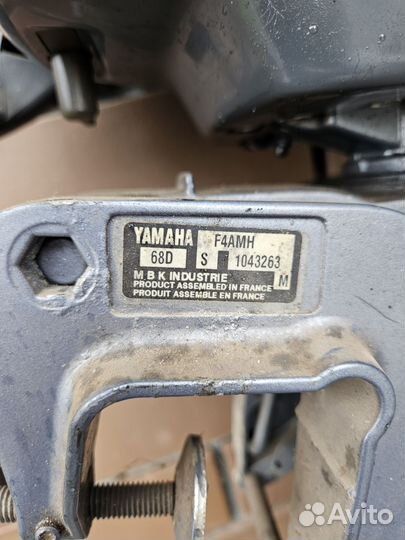 YAMAHA F4AMH
68D S 1043263
M B K INDUSTRIE M
PRODUCT ASSEMBLED IN FRANCE
PRODUIT ASSEMBLE EN FRANCE
Avito